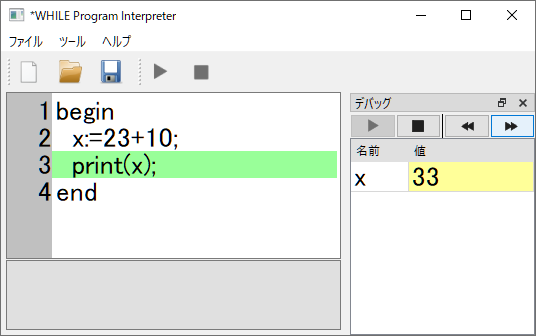 *WHILE Program Interpreter
ファイル ツール ヘルプ
1 begin
2 x:=23+10;
3 print(x);
4 end
デバッグ
名前 値
x 33